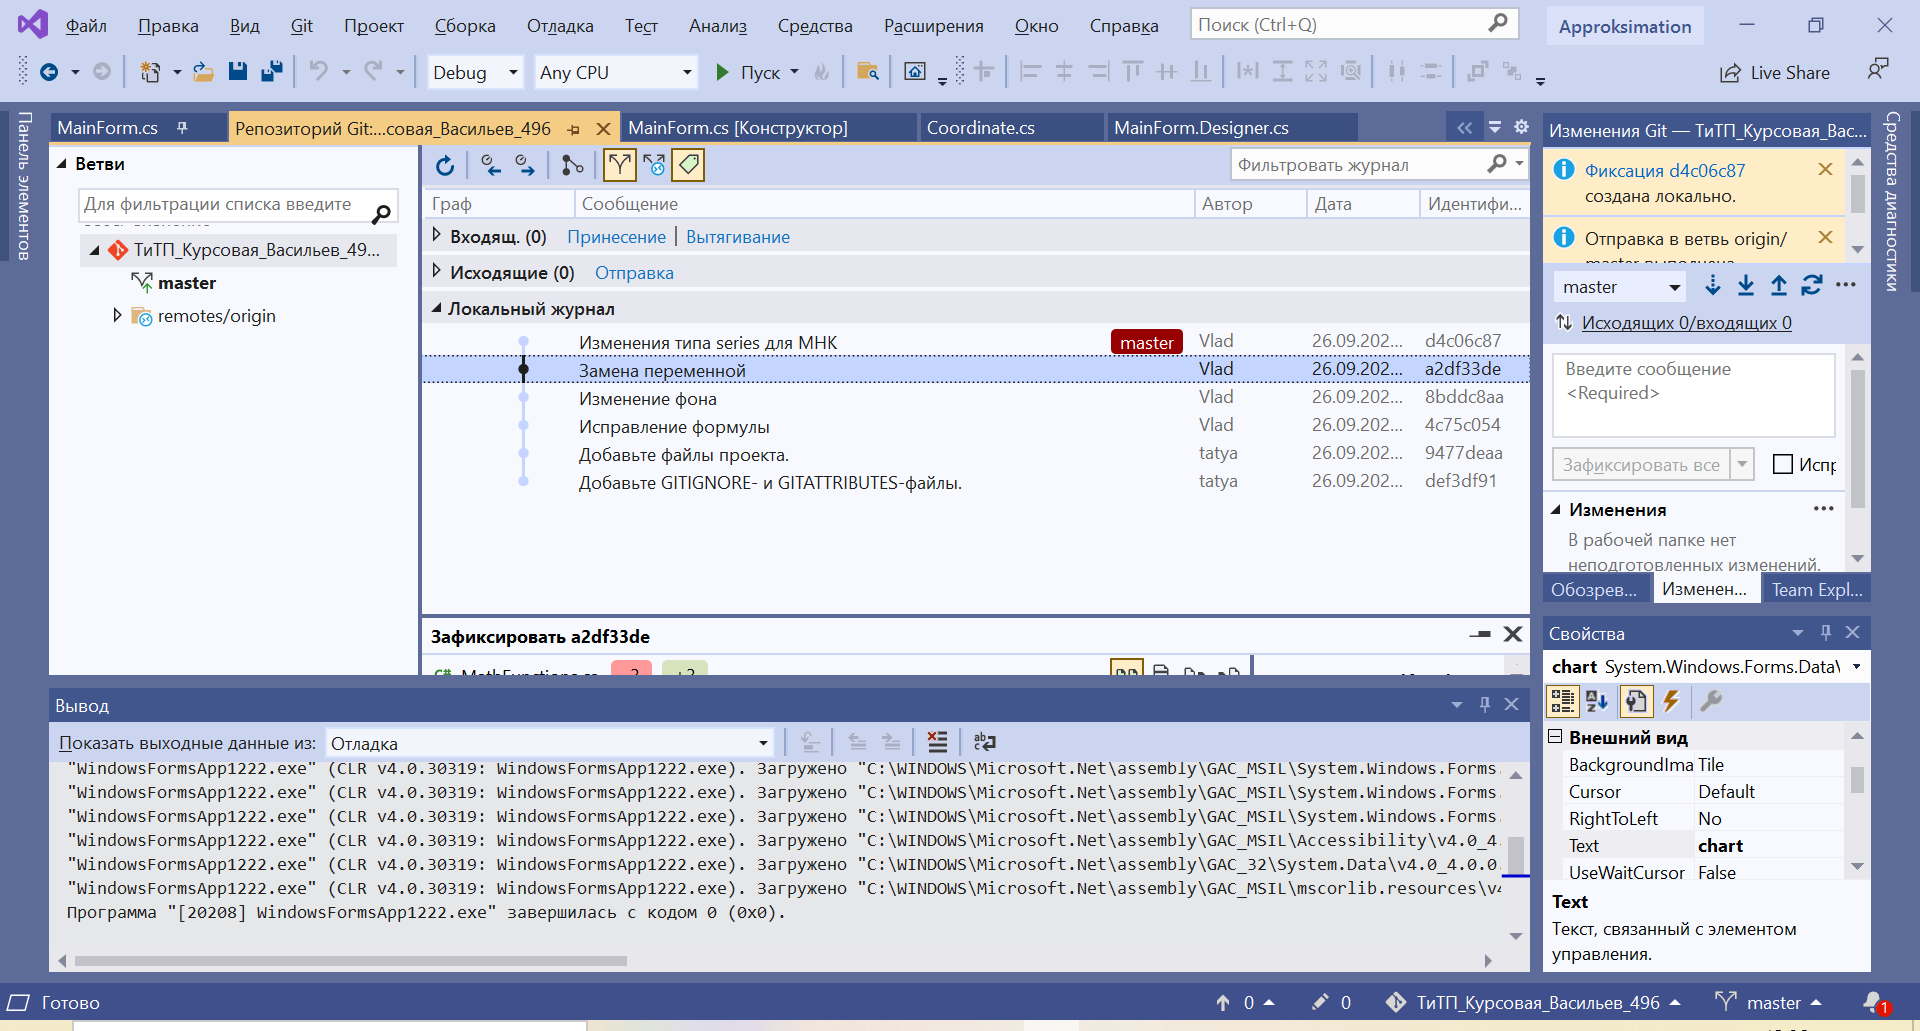 Файл Правка Вид Git Проект Сборка Отладка Тест Анализ Средства Расширения Окно Справка Поиск (Ctrl+Q) Approksimation
Debug Any CPU Пуск Live Share
Панель элементов
MainForm.cs Репозиторий Git:...совая_Васильев_496 MainForm.cs [Конструктор] Coordinate.cs MainForm.Designer.cs
Ветви
Для фильтрации списка введите
ТиТП_Курсовая_Васильев_49...
master
remotes/origin
Фильтровать журнал
Граф Сообщение Автор Дата Идентифи...
Входящ. (0) Принесение | Вытягивание
Исходящие (0) Отправка
Локальный журнал
Изменения типа series для МНК master Vlad 26.09.202... d4c06c87
Замена переменной Vlad 26.09.202... a2df33de
Изменение фона Vlad 26.09.202... 8bddc8aa
Исправление формулы Vlad 26.09.202... 4c75c054
Добавьте файлы проекта. tatya 26.09.202... 9477deaa
Добавьте GITIGNORE- и GITATTRIBUTES-файлы. tatya 26.09.202... def3df91
Зафиксировать a2df33de
MathFunctions.cs -2 +2
Вывод
Показать выходные данные из: Отладка
"WindowsFormsApp1222.exe" (CLR v4.0.30319: WindowsFormsApp1222.exe). Загружено "C:\WINDOWS\Microsoft.Net\assembly\GAC_MSIL\System.Windows.Forms.
"WindowsFormsApp1222.exe" (CLR v4.0.30319: WindowsFormsApp1222.exe). Загружено "C:\WINDOWS\Microsoft.Net\assembly\GAC_MSIL\System.Windows.Forms.
"WindowsFormsApp1222.exe" (CLR v4.0.30319: WindowsFormsApp1222.exe). Загружено "C:\WINDOWS\Microsoft.Net\assembly\GAC_MSIL\System.Windows.Forms.
"WindowsFormsApp1222.exe" (CLR v4.0.30319: WindowsFormsApp1222.exe). Загружено "C:\WINDOWS\Microsoft.Net\assembly\GAC_MSIL\Accessibility\v4.0_4.
"WindowsFormsApp1222.exe" (CLR v4.0.30319: WindowsFormsApp1222.exe). Загружено "C:\WINDOWS\Microsoft.Net\assembly\GAC_32\System.Data\v4.0_4.0.0.
"WindowsFormsApp1222.exe" (CLR v4.0.30319: WindowsFormsApp1222.exe). Загружено "C:\WINDOWS\Microsoft.Net\assembly\GAC_MSIL\mscorlib.resources\v4
Программа "[20208] WindowsFormsApp1222.exe" завершилась с кодом 0 (0x0).
Изменения Git — ТиТП_Курсовая_Вас...
Фиксация d4c06c87
создана локально.
Отправка в ветвь origin/
master выполнена
master
Исходящих 0/входящих 0
Введите сообщение
<Required>
Зафиксировать все Испр
Изменения
В рабочей папке нет
неподготовленных изменений.
Обозрев... Изменен... Team Expl...
Свойства
chart System.Windows.Forms.Data\
Внешний вид
BackgroundIma Tile
Cursor Default
RightToLeft No
Text chart
UseWaitCursor False
Text
Текст, связанный с элементом
управления.
Средства диагностики
Готово 0 0 ТиТП_Курсовая_Васильев_496 master 1